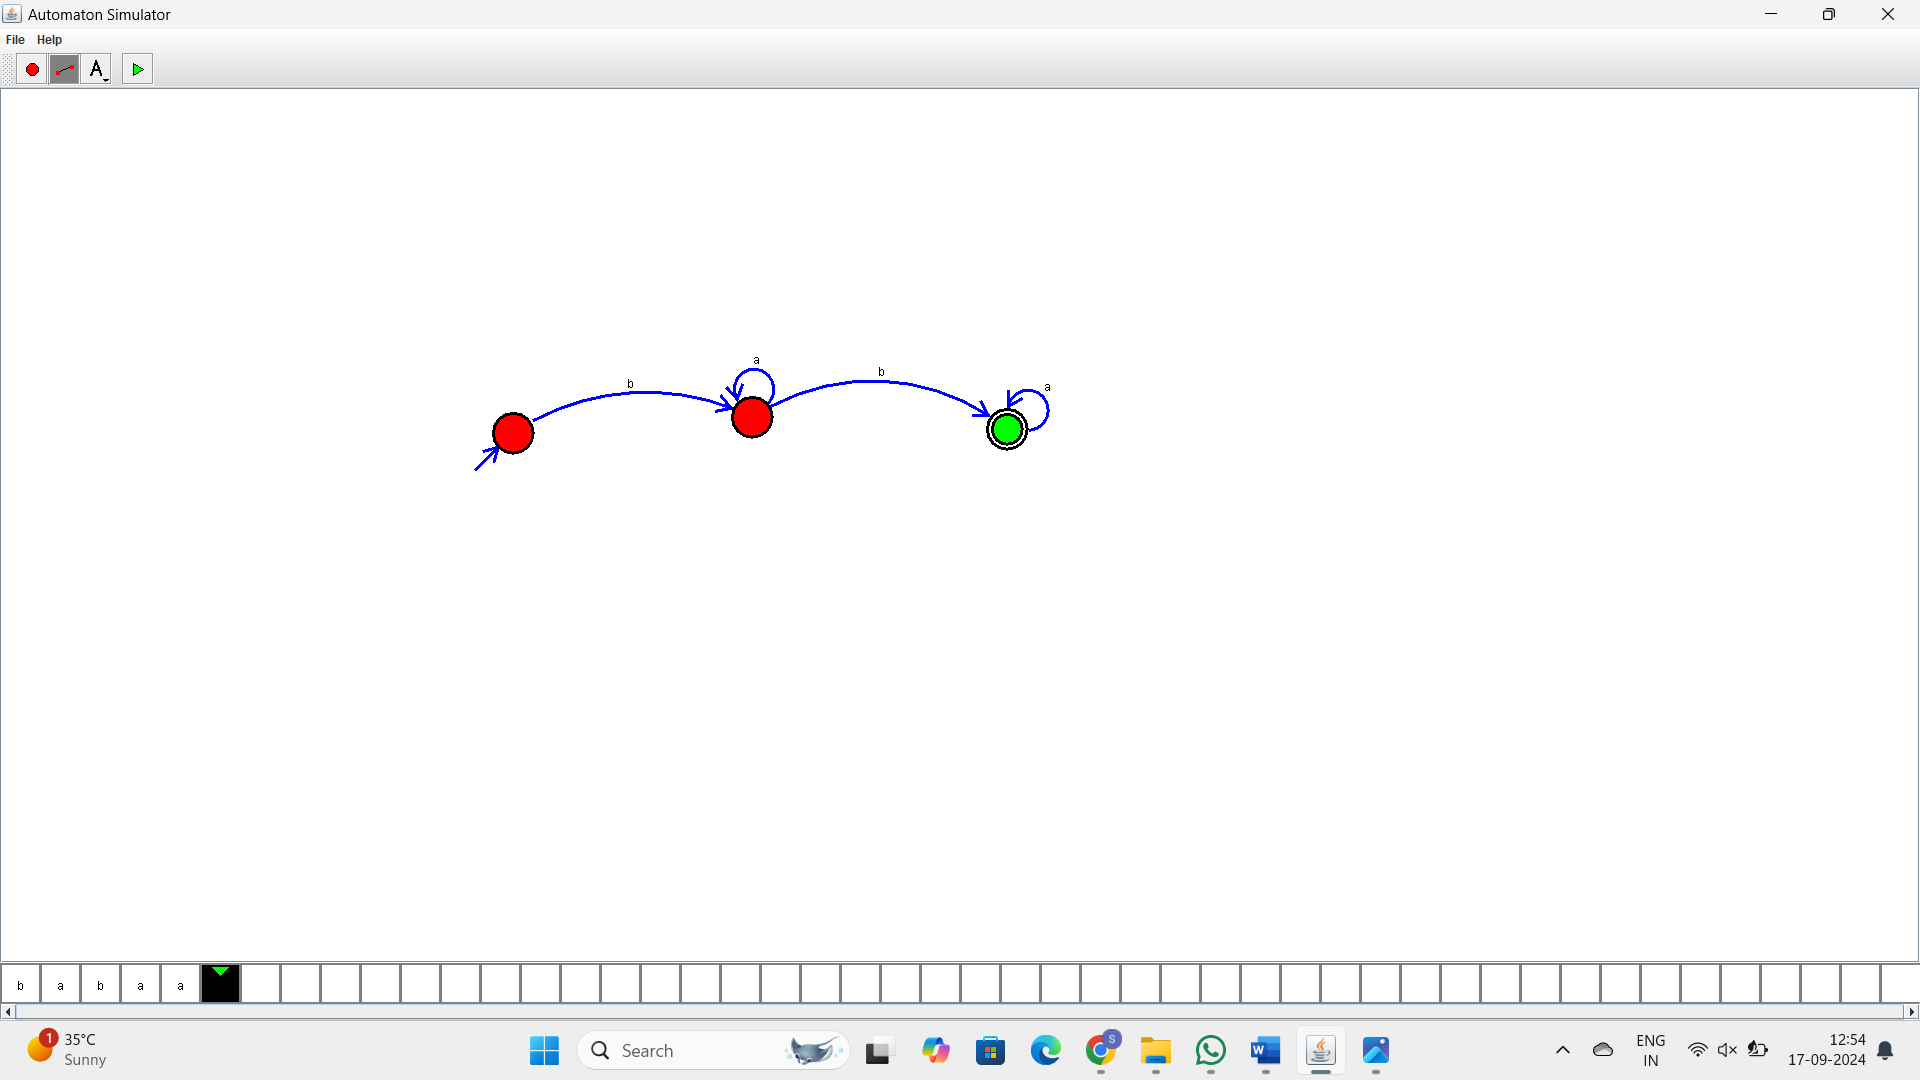 Automaton Simulator
File Help
A
a
b
b
a
b a b a a
1
35°C
Sunny
Search
S
W
ENG
IN
12:54
17-09-2024